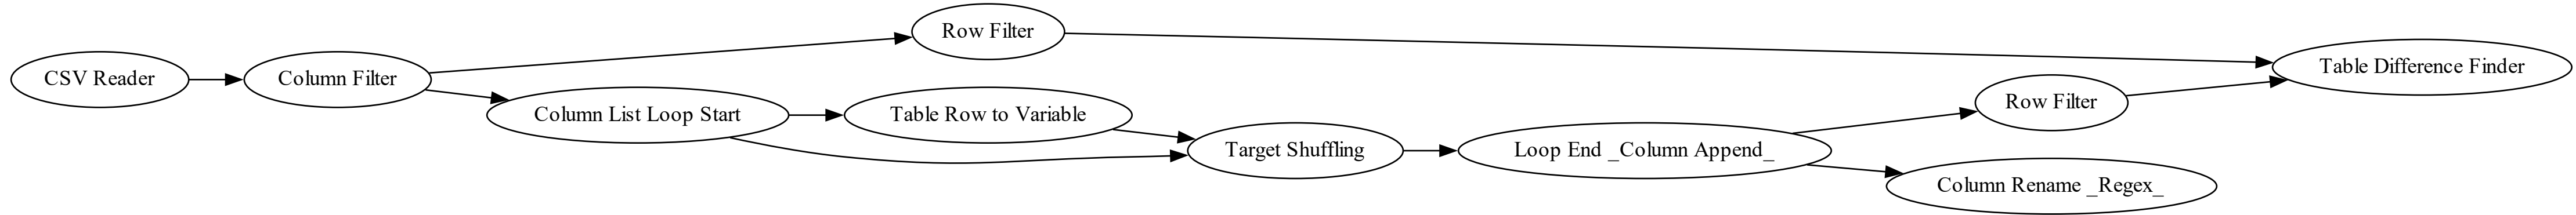 CSV Reader
Column Filter
Row Filter
Column List Loop Start
Table Row to Variable
Target Shuffling
Loop End _Column Append_
Row Filter
Column Rename _Regex_
Table Difference Finder